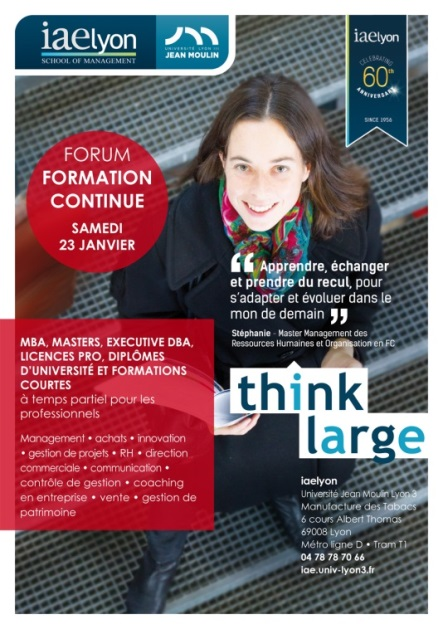 iaelyon
SCHOOL OF MANAGEMENT
UNIVERSITÉ LYON III
JEAN MOULIN
iaelyon
CELEBRATING
60th
ANNIVERSARY
SINCE 1956
FORUM
FORMATION
CONTINUE
SAMEDI
23 JANVIER
“ Apprendre, échanger
et prendre du recul, pour
s’adapter et évoluer dans le
mon de demain ”
Stéphanie - Master Management des
Ressources Humaines et Organisation en FC
MBA, MASTERS, EXECUTIVE DBA,
LICENCES PRO, DIPLÔMES
D’UNIVERSITÉ ET FORMATIONS
COURTES
à temps partiel pour les
professionnels
Management • achats • innovation
• gestion de projets • RH • direction
commerciale • communication •
contrôle de gestion • coaching
en entreprise • vente • gestion de
patrimoine
think
large
iaelyon
Université Jean Moulin Lyon 3
Manufacture des Tabacs
6 cours Albert Thomas
69008 Lyon
Métro ligne D • Tram T1
04 78 78 70 66
iae.univ-lyon3.fr